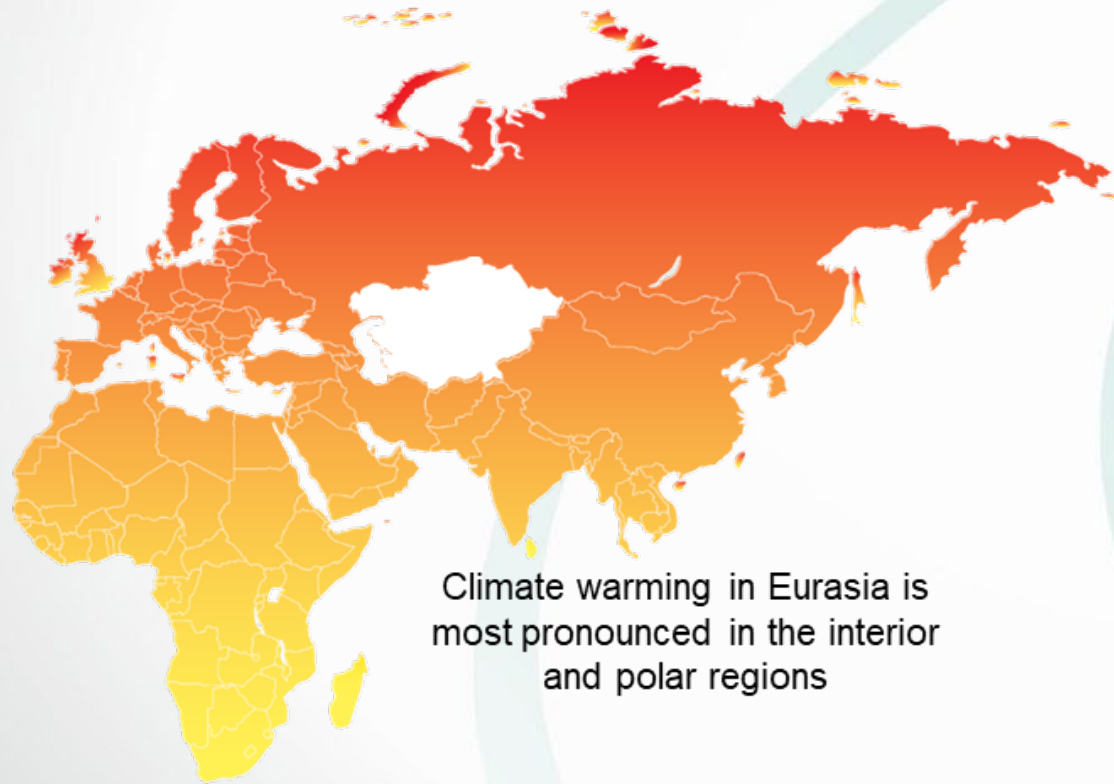 Climate warming in Eurasia is
most pronounced in the interior
and polar regions